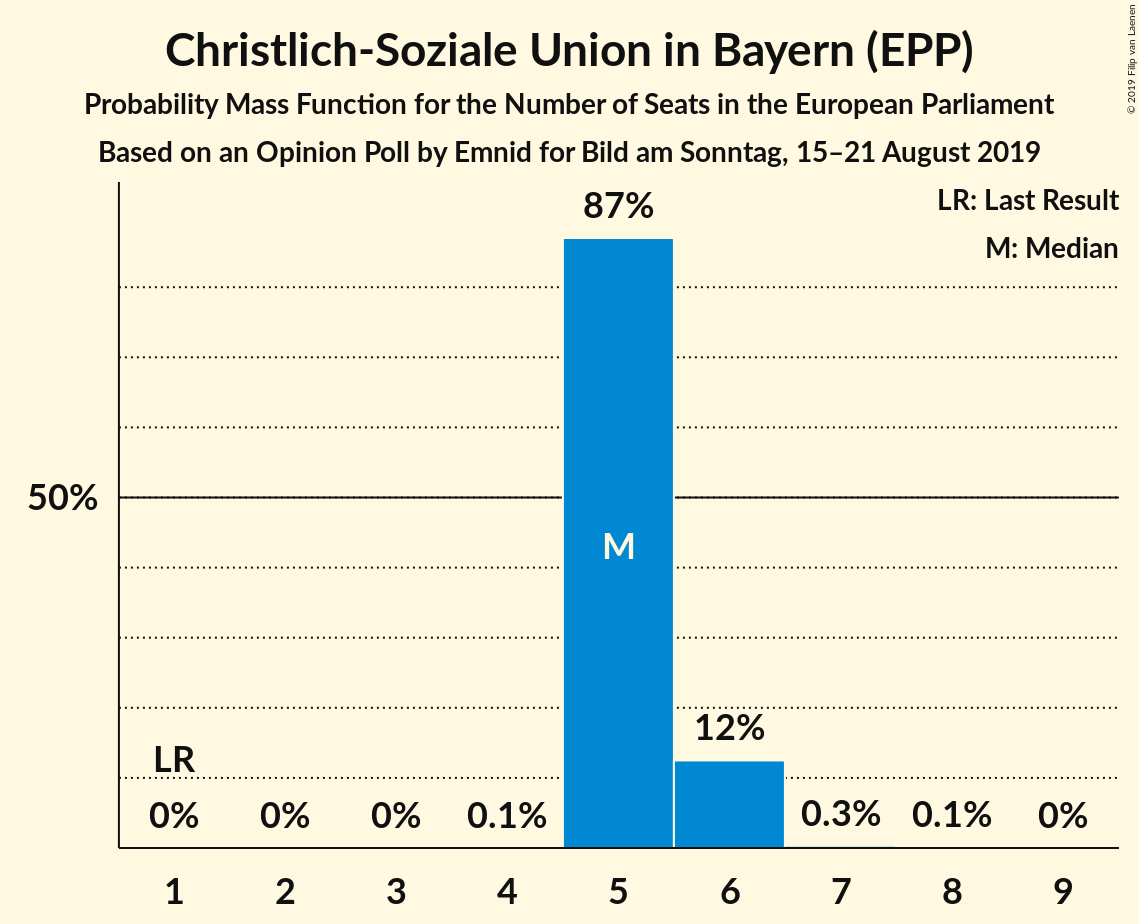 Christlich-Soziale Union in Bayern (EPP)
Probability Mass Function for the Number of Seats in the European Parliament
Based on an Opinion Poll by Emnid for Bild am Sonntag, 15–21 August 2019
© 2019 Filip van Laenen
LR: Last Result
M: Median
87%
50%
M
12%
LR
0% 0% 0% 0.1% 0.3% 0.1% 0%
1 2 3 4 5 6 7 8 9